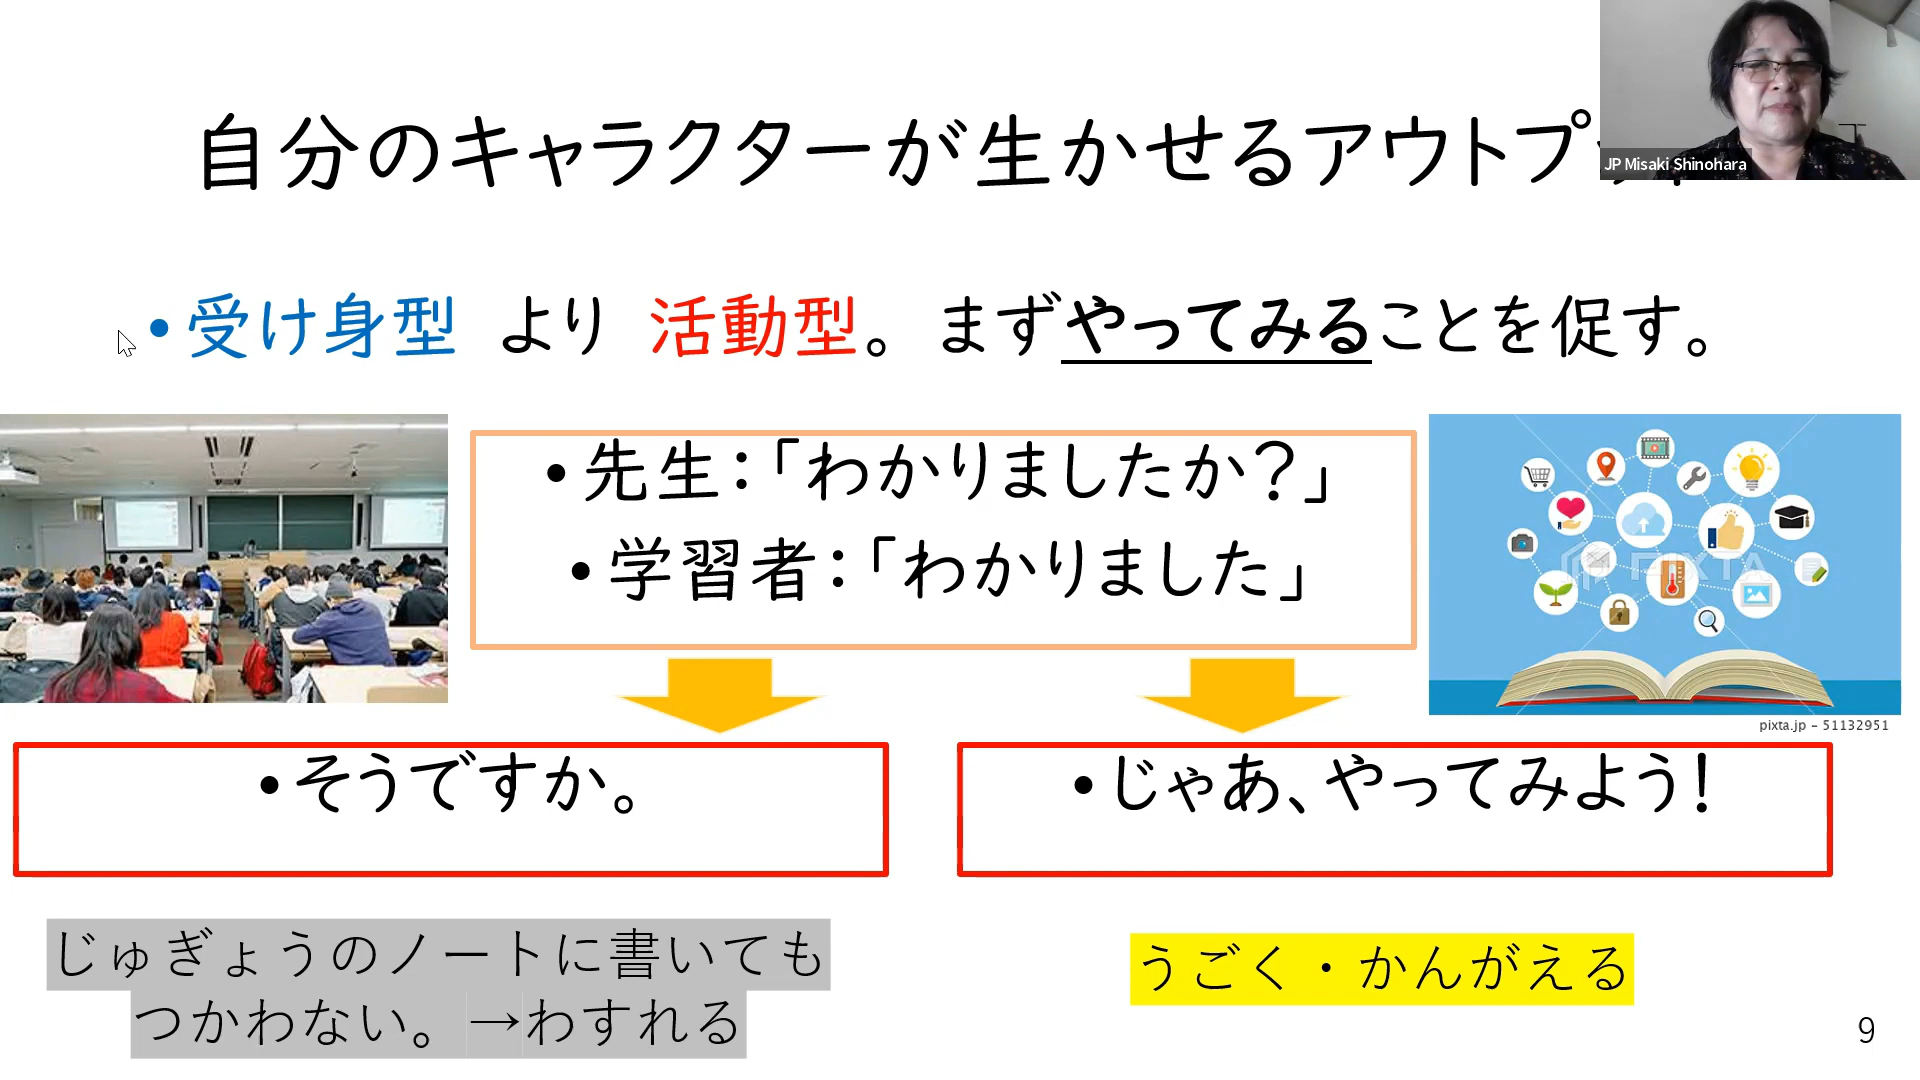 自分のキャラクターが生かせるアウトプッ
JP Misaki Shinohara
• 受け身型 より 活動型。まずやってみることを促す。
• 先生：「わかりましたか？」
• 学習者：「わかりました」
PIXTA
pixta.jp - 51132951
• そうですか。
• じゃあ、やってみよう！
じゅぎょうのノートに書いても
つかわない。→わすれる
うごく・かんがえる
9